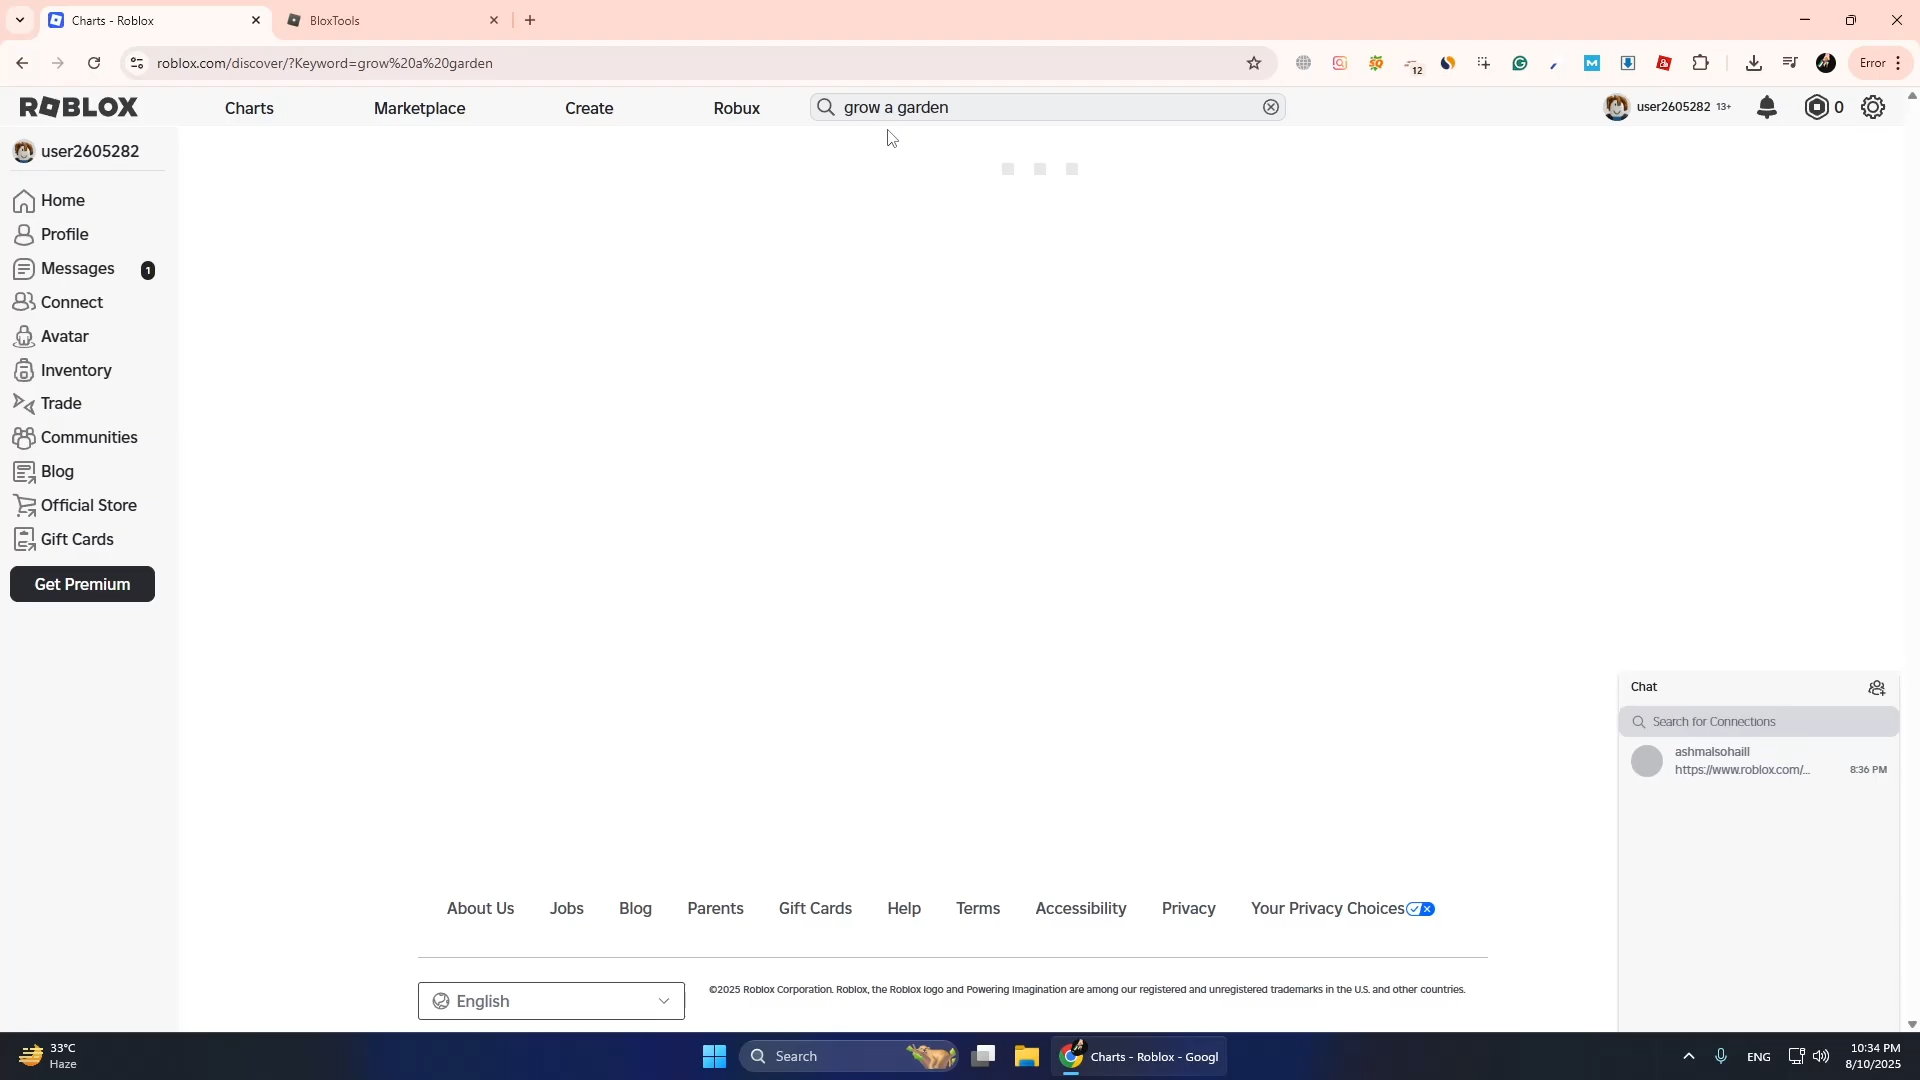 Charts - Roblox
BloxTools
roblox.com/discover/?Keyword=grow%20a%20garden
12
Error
ROBLOX
Charts
Marketplace
Create
Robux
grow a garden
user2605282 13+
0
user2605282
Home
Profile
Messages
1
Connect
Avatar
Inventory
Trade
Communities
Blog
Official Store
Gift Cards
Get Premium
Chat
Search for Connections
ashmalsohaill
https://www.roblox.com/...
8:36 PM
About Us
Jobs
Blog
Parents
Gift Cards
Help
Terms
Accessibility
Privacy
Your Privacy Choices
English
©2025 Roblox Corporation. Roblox, the Roblox logo and Powering Imagination are among our registered and unregistered trademarks in the U.S. and other countries.
33°C
Haze
Search
Charts - Roblox - Googl
ENG
10:34 PM
8/10/2025